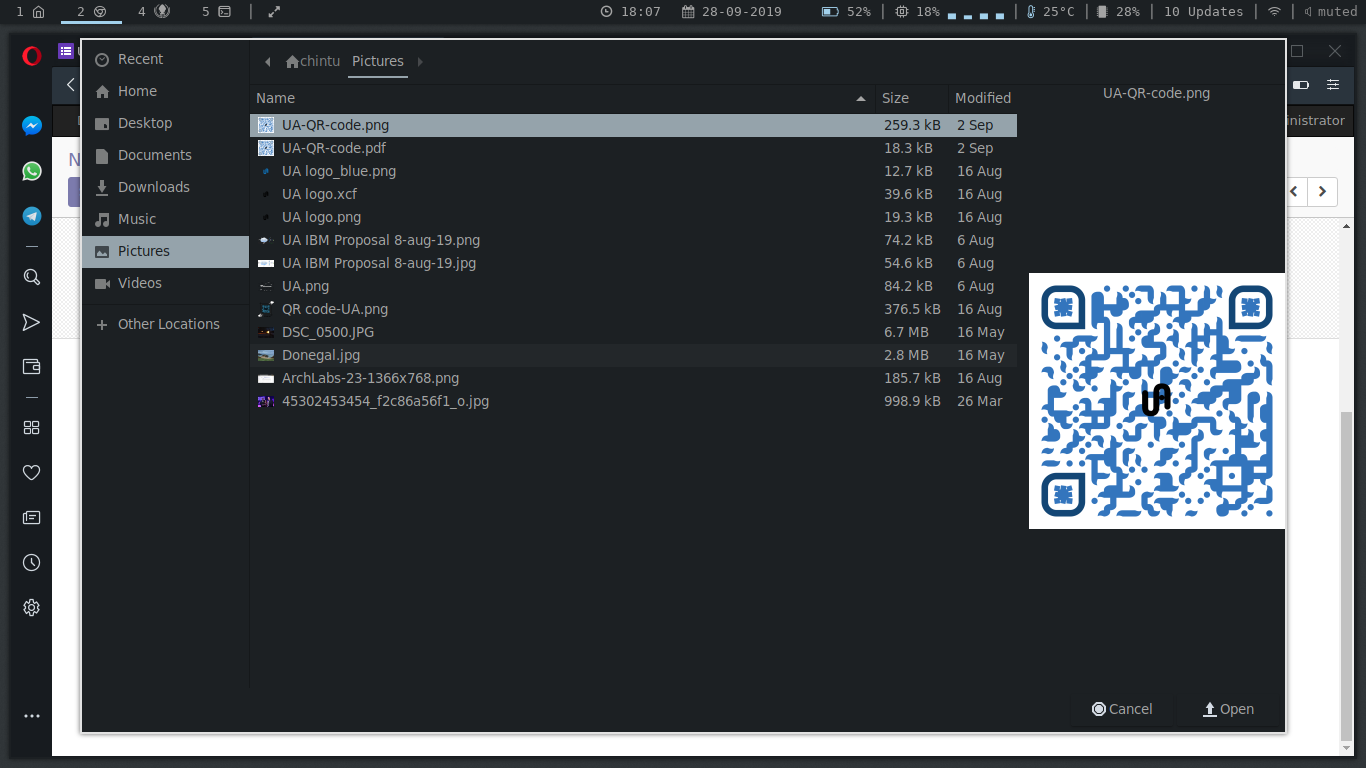 1 2 4 5 18:07 28-09-2019 52% 18% 25°C 28% 10 Updates muted
Recent
Home
Desktop
Documents
Downloads
Music
Pictures
Videos
Other Locations
chintu Pictures
Name Size Modified
UA-QR-code.png 259.3 kB 2 Sep
UA-QR-code.pdf 18.3 kB 2 Sep
UA logo_blue.png 12.7 kB 16 Aug
UA logo.xcf 39.6 kB 16 Aug
UA logo.png 19.3 kB 16 Aug
UA IBM Proposal 8-aug-19.png 74.2 kB 6 Aug
UA IBM Proposal 8-aug-19.jpg 54.6 kB 6 Aug
UA.png 84.2 kB 6 Aug
QR code-UA.png 376.5 kB 16 Aug
DSC_0500.JPG 6.7 MB 16 May
Donegal.jpg 2.8 MB 16 May
ArchLabs-23-1366x768.png 185.7 kB 16 Aug
45302453454_f2c86a56f1_o.jpg 998.9 kB 26 Mar
UA-QR-code.png
inistrator
UA
Cancel Open